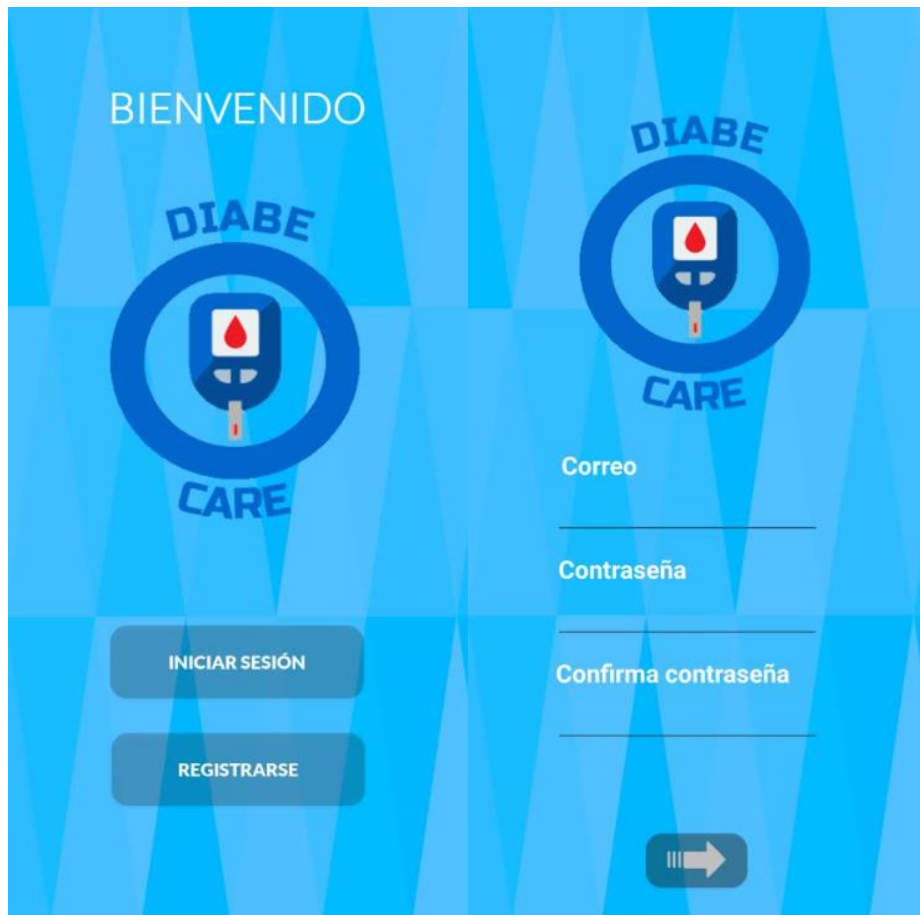 BIENVENIDO
DIABE
CARE
INICIAR SESIÓN
REGISTRARSE
DIABE
CARE
Correo
Contraseña
Confirma contraseña